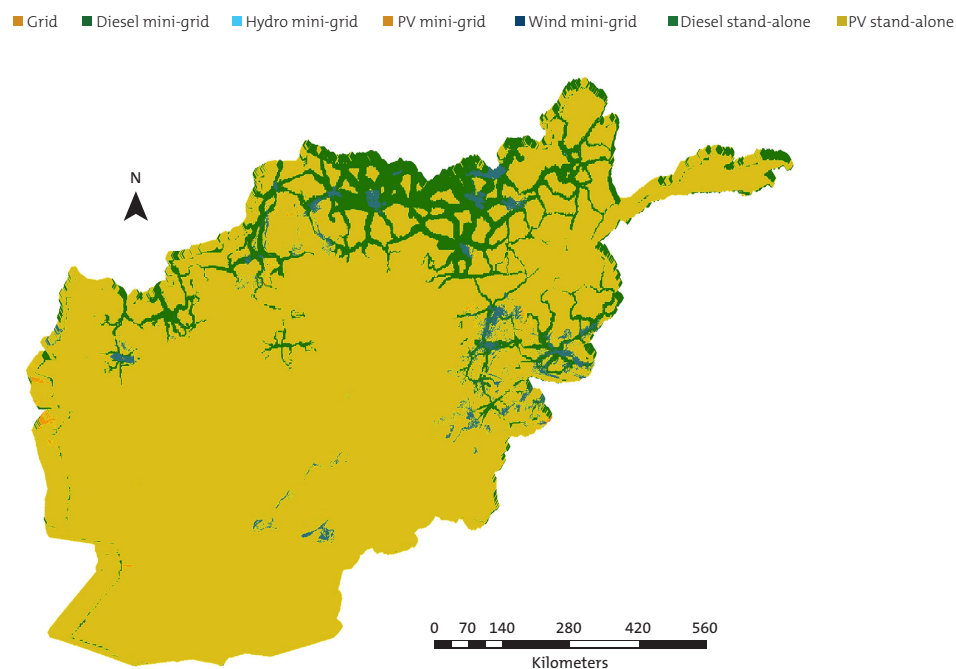 Grid Diesel mini-grid Hydro mini-grid PV mini-grid Wind mini-grid Diesel stand-alone PV stand-alone
N
0 70 140 280 420 560
Kilometers